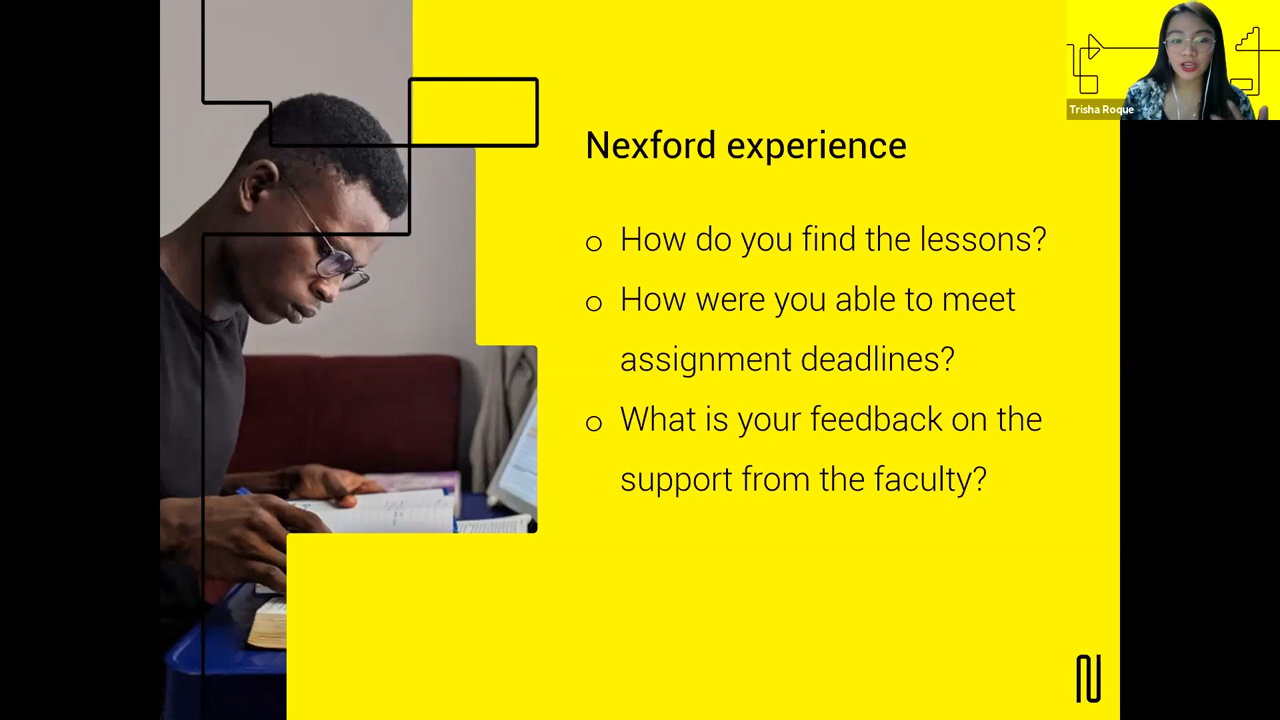 Trisha Roque
Nexford experience
o How do you find the lessons?
o How were you able to meet
assignment deadlines?
o What is your feedback on the
support from the faculty?